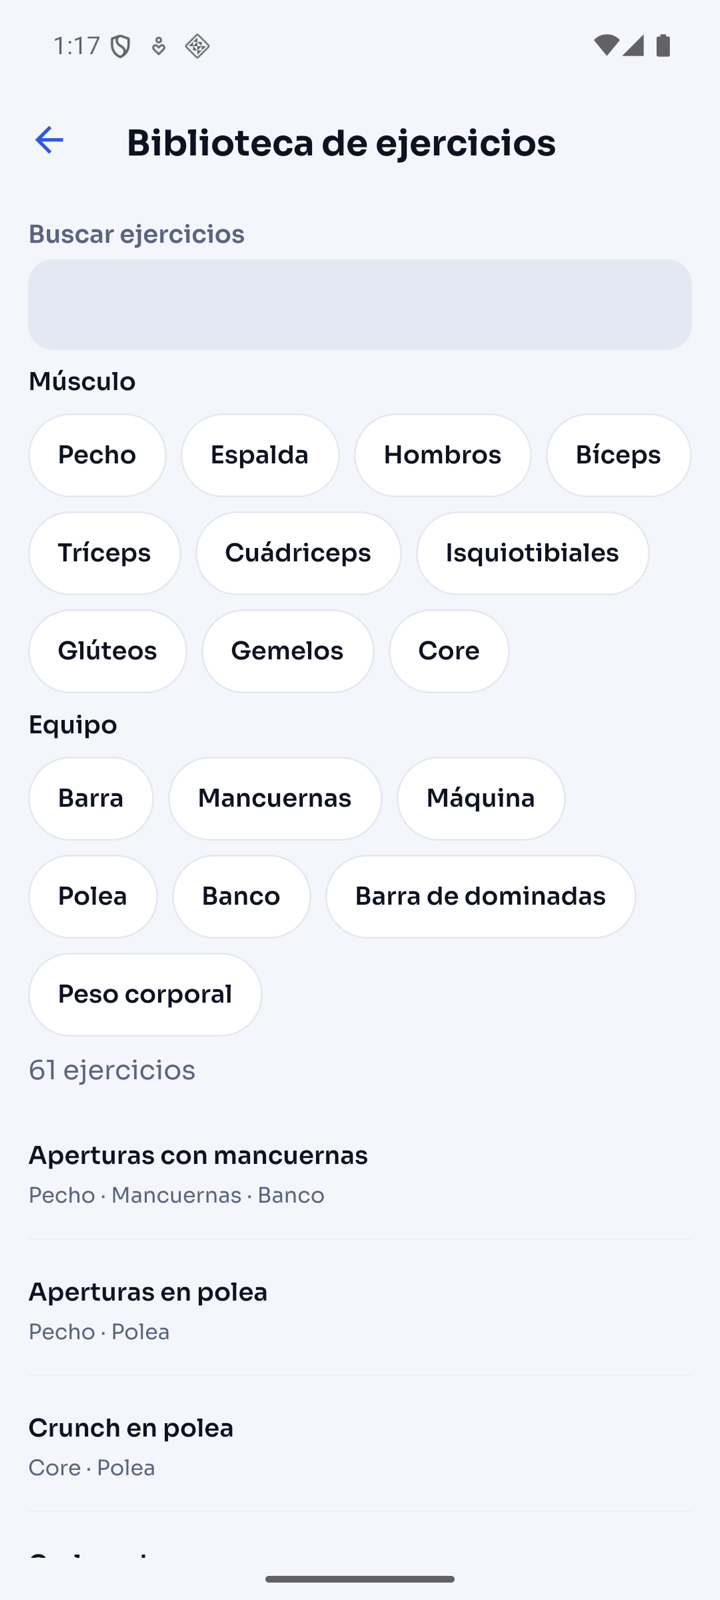 1:17
Biblioteca de ejercicios
Buscar ejercicios
Músculo
Pecho Espalda Hombros Bíceps
Tríceps Cuádriceps Isquiotibiales
Glúteos Gemelos Core
Equipo
Barra Mancuernas Máquina
Polea Banco Barra de dominadas
Peso corporal
61 ejercicios
Aperturas con mancuernas
Pecho · Mancuernas · Banco
Aperturas en polea
Pecho · Polea
Crunch en polea
Core · Polea